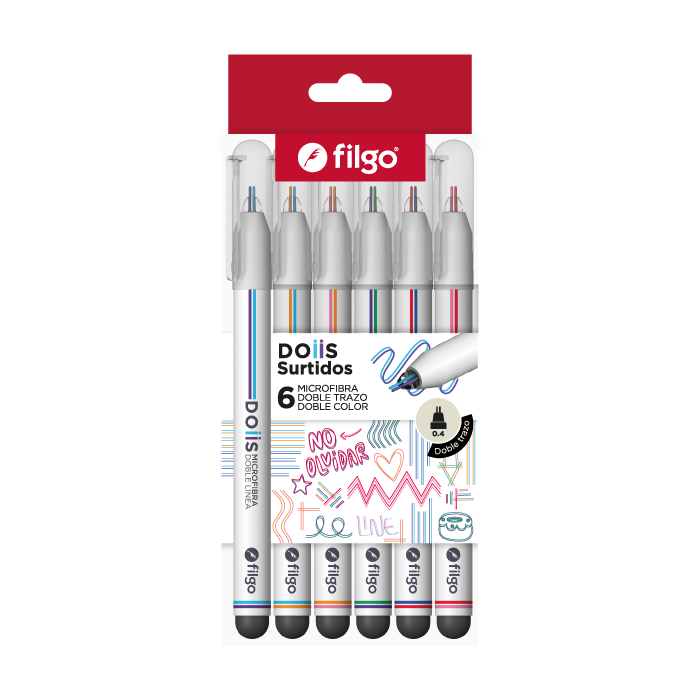 filgo®
DOiiS
Surtidos
6 MICROFIBRA
DOBLE TRAZO
DOBLE COLOR
0.4
Doble trazo
DOiiS
MICROFIBRA
DOBLE LINEA
NO
OLVIDAR
LINE
filgo
filgo
filgo
filgo
filgo
filgo